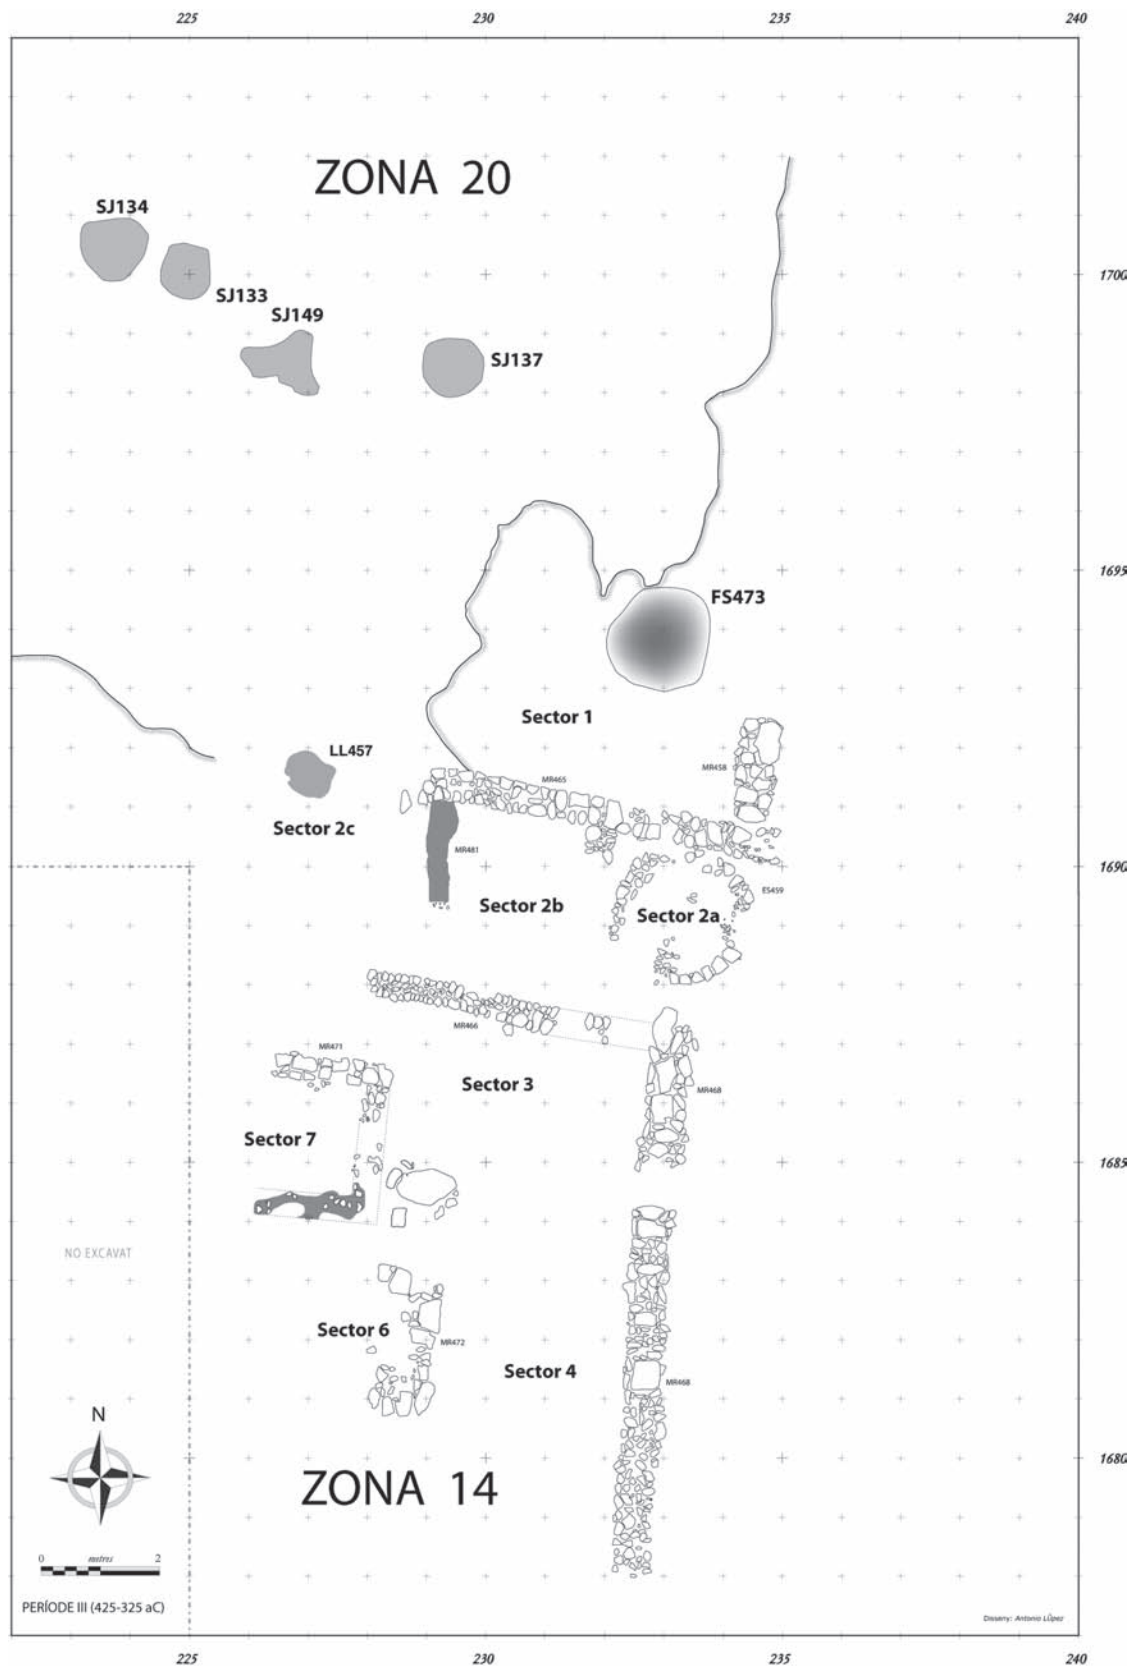 225 230 235 240
ZONA 20
SJ134
1700
SJ133
SJ149
SJ137
1695
FS473
Sector 1
LL457
MR458
MR465
Sector 2c
MR481
1690
ES459
Sector 2b
Sector 2a
MR466
MR471
Sector 3
MR468
Sector 7
1685
NO EXCAVAT
Sector 6
MR472
Sector 4
MR468
N
1680
ZONA 14
0 metres 2
PERÍODE III (425-325 aC)
Disseny: Antonio LÛpez
225 230 235 240